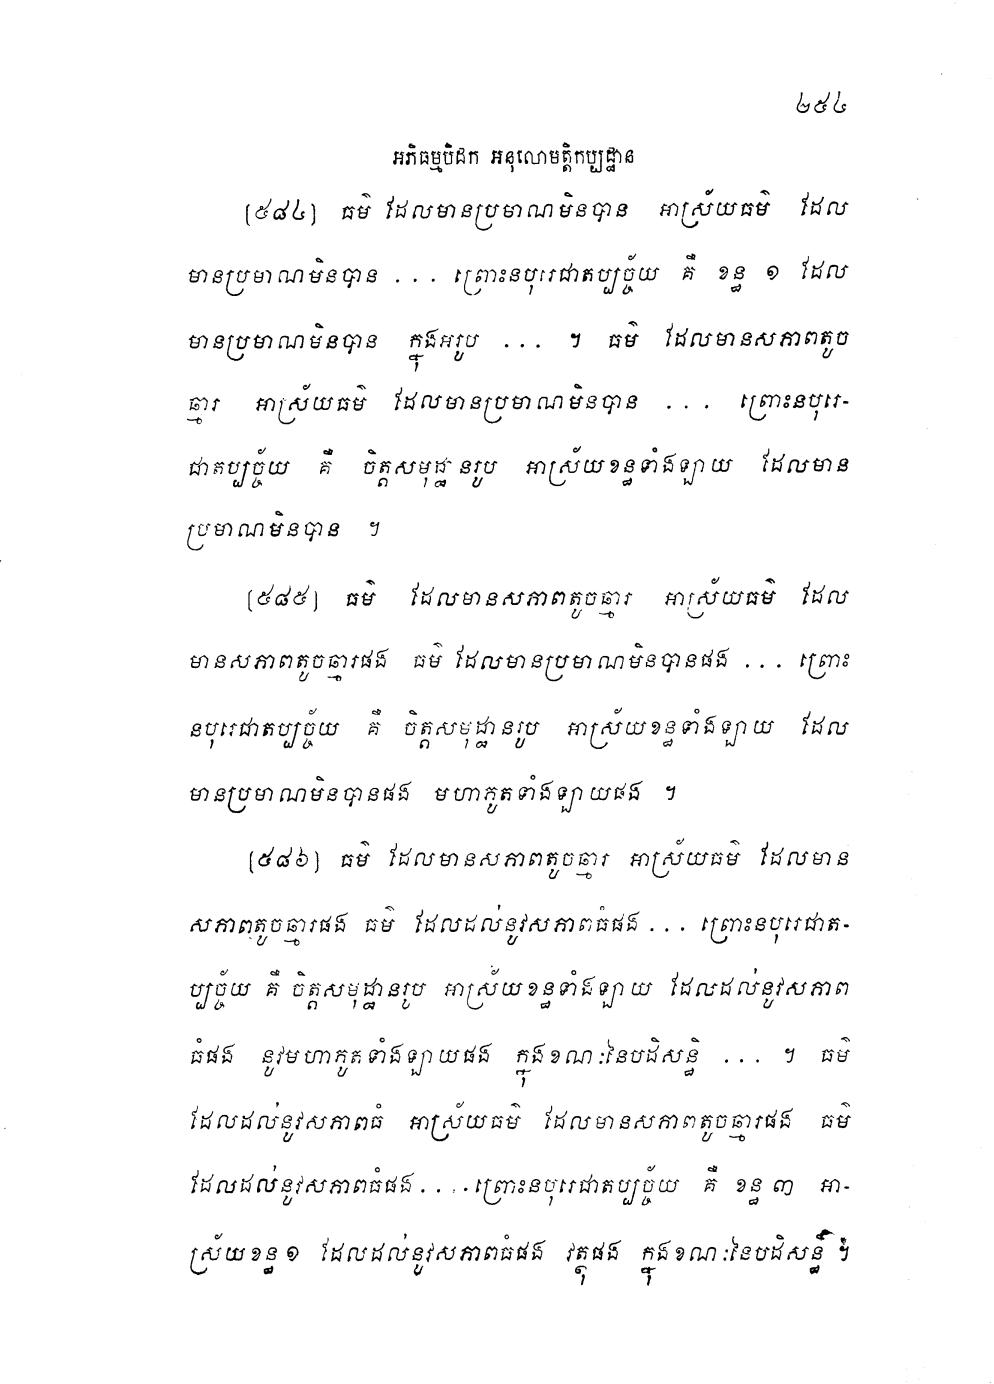 ២៥៤
អភិធម្មបិដក អនុលោមត្តិកប្បដ្ឋាន
[៥៨៤] ធម៌ ដែលមានប្រមាណមិនបាន អាស្រ័យធម៌ ដែល
មានប្រមាណមិនបាន ... ព្រោះនបុរេជាតប្បច្ច័យ គឺ ខន្ធ ១ ដែល
មានប្រមាណមិនបាន ក្នុងអរូប ... ។ ធម៌ ដែលមានសភាពតូច
ឆ្មារ អាស្រ័យធម៌ ដែលមានប្រមាណមិនបាន ... ព្រោះនបុរេ-
ជាតប្បច្ច័យ គឺ ចិត្តសមុដ្ឋានរូប អាស្រ័យខន្ធទាំងឡាយ ដែលមាន
ប្រមាណមិនបាន ។
[៥៨៥] ធម៌ ដែលមានសភាពតូចឆ្មារ អាស្រ័យធម៌ ដែល
មានសភាពតូចឆ្មារផង ធម៌ ដែលមានប្រមាណមិនបានផង ... ព្រោះ
នបុរេជាតប្បច្ច័យ គឺ ចិត្តសមុដ្ឋានរូប អាស្រ័យខន្ធទាំងឡាយ ដែល
មានប្រមាណមិនបានផង មហាភូតទាំងឡាយផង ។
[៥៨៦] ធម៌ ដែលមានសភាពតូចឆ្មារ អាស្រ័យធម៌ ដែលមាន
សភាពតូចឆ្មារផង ធម៌ ដែលដល់នូវសភាពធំផង ... ព្រោះនបុរេជាត-
ប្បច្ច័យ គឺ ចិត្តសមុដ្ឋានរូប អាស្រ័យខន្ធទាំងឡាយ ដែលដល់នូវសភាព
ធំផង នូវមហាភូតទាំងឡាយផង ក្នុងខណៈនៃបដិសន្ធិ ... ។ ធម៌
ដែលដល់នូវសភាពធំ អាស្រ័យធម៌ ដែលមានសភាពតូចឆ្មារផង ធម៌
ដែលដល់នូវសភាពធំផង .... ព្រោះនបុរេជាតប្បច្ច័យ គឺ ខន្ធ ៣ អា-
ស្រ័យខន្ធ ១ ដែលដល់នូវសភាពធំផង វត្ថុផង ក្នុងខណៈនៃបដិសន្ធិ ។